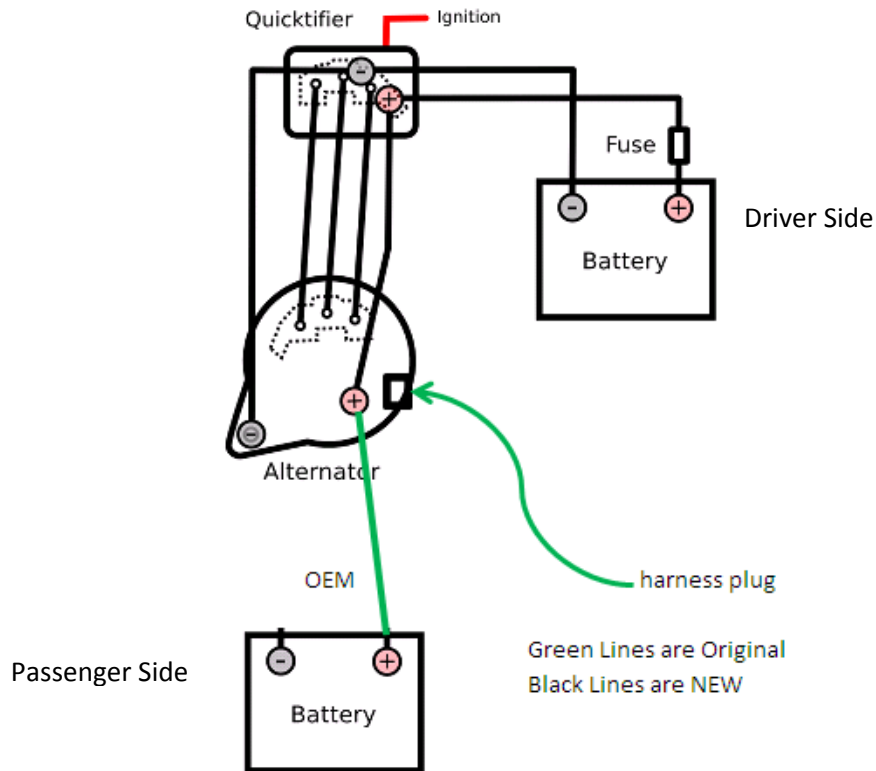 Quicktifier
Ignition
-
+
Fuse
-
+
Driver Side
Battery
+
-
Alternator
OEM
harness plug
Green Lines are Original
Black Lines are NEW
Passenger Side
-
+
Battery